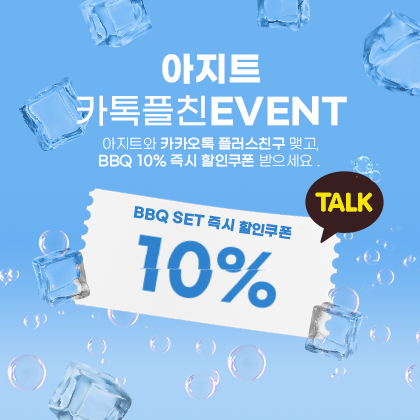 아지트
카톡플친EVENT
아지트와 카카오톡 플러스친구 맺고,
BBQ 10% 즉시 할인쿠폰 받으세요.
TALK
BBQ SET 즉시 할인쿠폰
10%